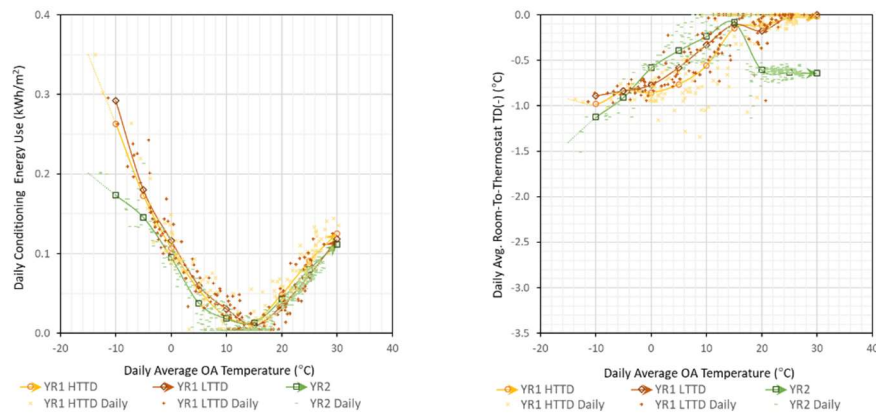 Daily Conditioning Energy Use (kWh/m²)
0.4
0.3
0.2
0.1
0.0
-20 -10 0 10 20 30 40
Daily Average OA Temperature (°C)
YR1 HTTD YR1 LTTD YR2
YR1 HTTD Daily YR1 LTTD Daily YR2 Daily
Daily Avg. Room-To-Thermostat TD(-) (°C)
0.0
-0.5
-1.0
-1.5
-2.0
-2.5
-3.0
-3.5
-20 -10 0 10 20 30 40
Daily Average OA Temperature (°C)
YR1 HTTD YR1 LTTD YR2
YR1 HTTD Daily YR1 LTTD Daily YR2 Daily